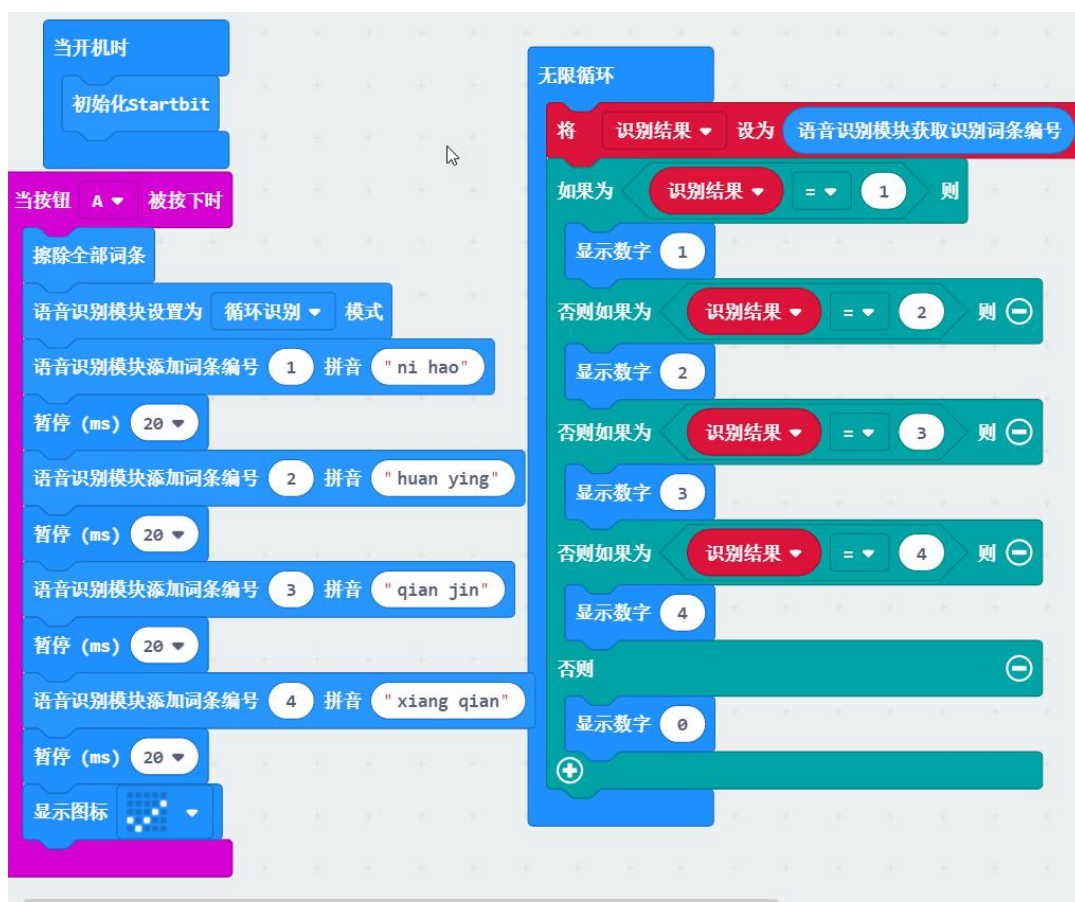 当开机时
初始化Startbit
当按钮 A 被按下时
擦除全部词条
语音识别模块设置为 循环识别 模式
语音识别模块添加词条编号 1 拼音 "ni hao"
暂停 (ms) 20
语音识别模块添加词条编号 2 拼音 "huan ying"
暂停 (ms) 20
语音识别模块添加词条编号 3 拼音 "qian jin"
暂停 (ms) 20
语音识别模块添加词条编号 4 拼音 "xiang qian"
暂停 (ms) 20
显示图标
无限循环
将 识别结果 设为 语音识别模块获取识别词条编号
如果为 识别结果 = 1 则
显示数字 1
否则如果为 识别结果 = 2 则
显示数字 2
否则如果为 识别结果 = 3 则
显示数字 3
否则如果为 识别结果 = 4 则
显示数字 4
否则
显示数字 0